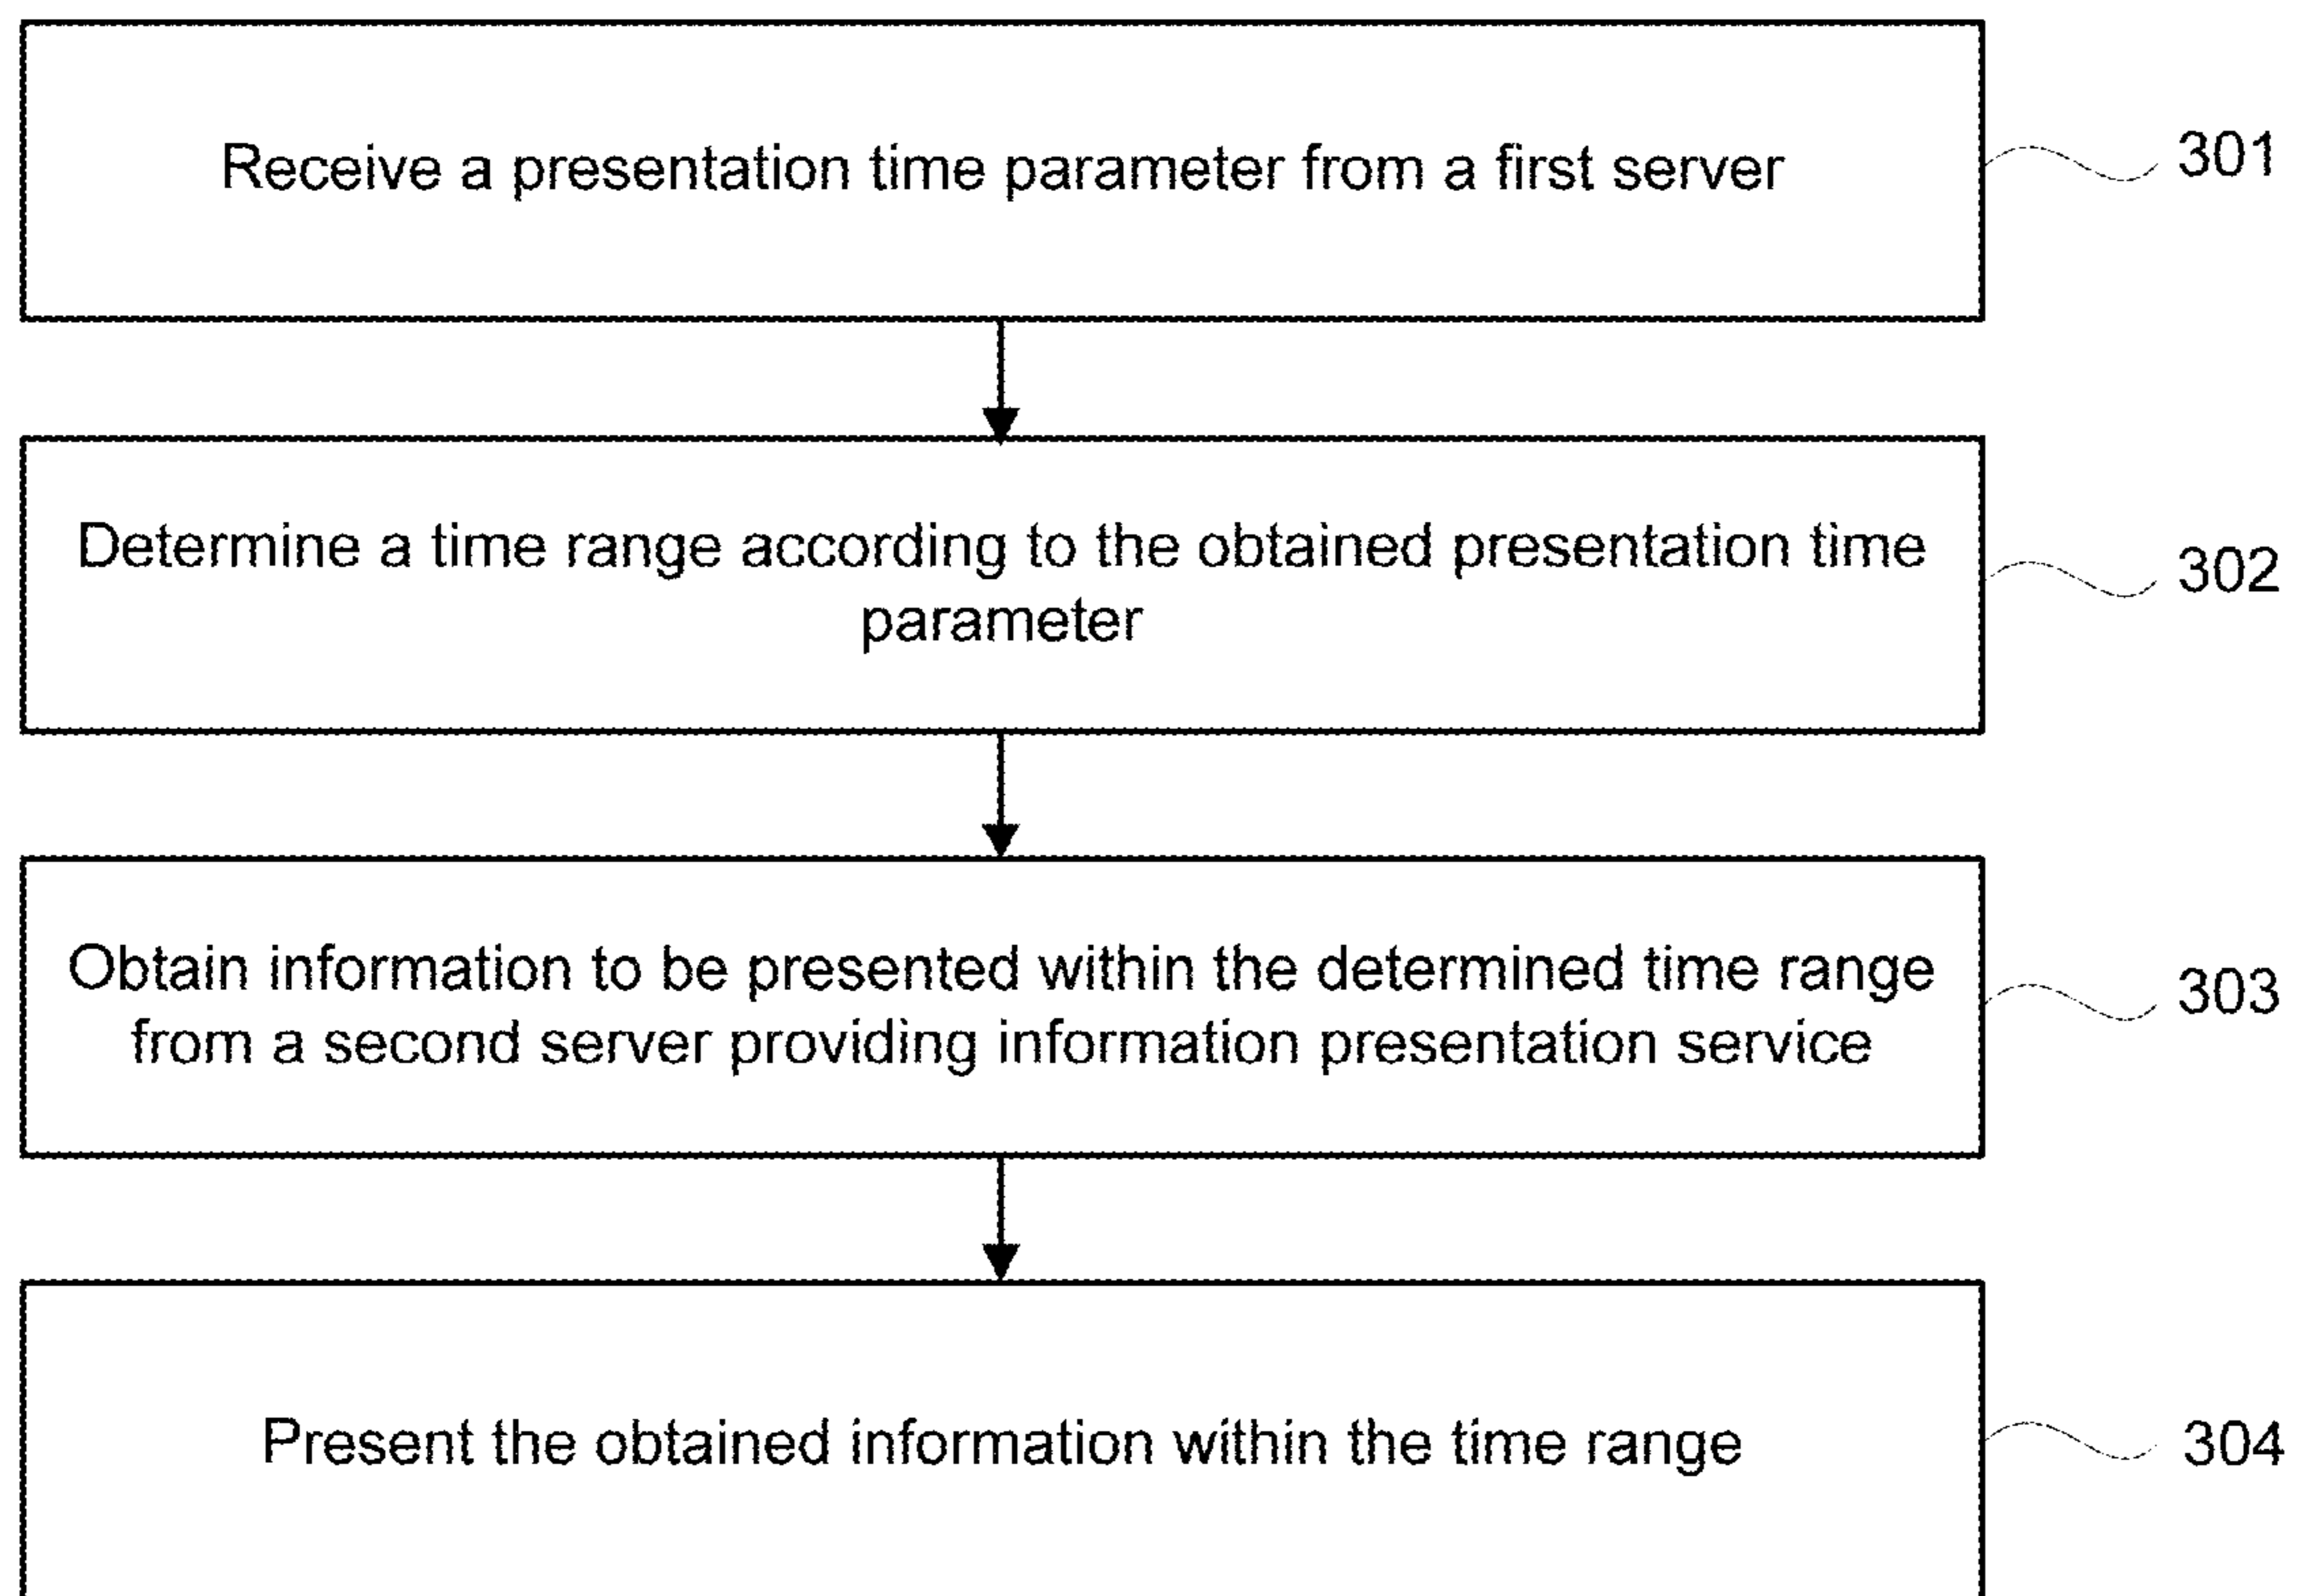 Receive a presentation time parameter from a first server
301
Determine a time range according to the obtained presentation time
parameter
302
Obtain information to be presented within the determined time range
from a second server providing information presentation service
303
Present the obtained information within the time range
304